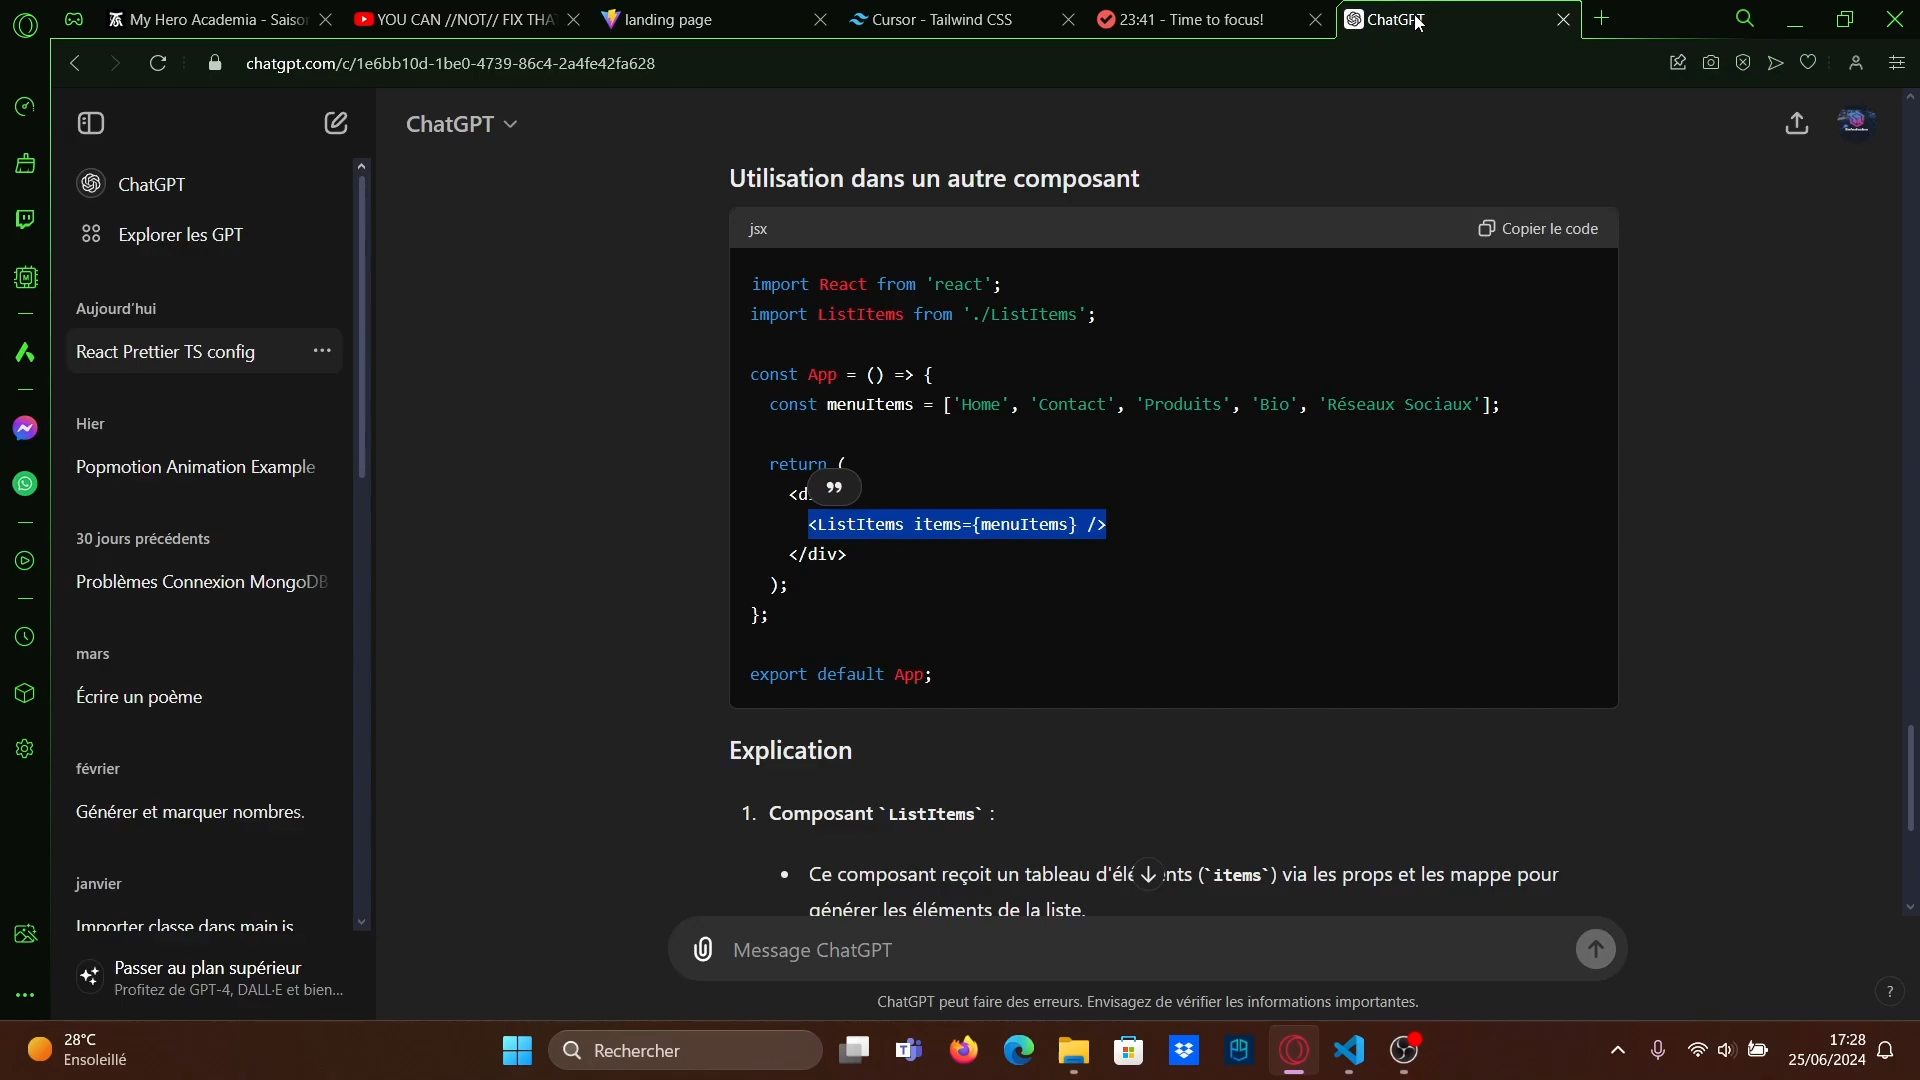 My Hero Academia - Saison
YOU CAN //NOT// FIX THA
landing page
Cursor - Tailwind CSS
23:41 - Time to focus!
ChatGPT
chatgpt.com/c/1e6bb10d-1be0-4739-86c4-2a4fe42fa628
ChatGPT
Explorer les GPT
Aujourd'hui
React Prettier TS config
Hier
Popmotion Animation Example
30 jours précédents
Problèmes Connexion MongoDB
mars
Écrire un poème
février
Générer et marquer nombres.
janvier
Importer classe dans main.js
Passer au plan supérieur
Profitez de GPT-4, DALL·E et bien...
ChatGPT
Utilisation dans un autre composant
jsx
Copier le code
import React from 'react';
import ListItems from './ListItems';
const App = () => {
const menuItems = ['Home', 'Contact', 'Produits', 'Bio', 'Réseaux Sociaux'];
return (
<di
<ListItems items={menuItems} />
</div>
);
};
export default App;
Explication
1. Composant `ListItems` :
• Ce composant reçoit un tableau d'éléments (`items`) via les props et les mappe pour
générer les éléments de la liste.
Message ChatGPT
ChatGPT peut faire des erreurs. Envisagez de vérifier les informations importantes.
?
28°C
Ensoleillé
Rechercher
17:28
25/06/2024